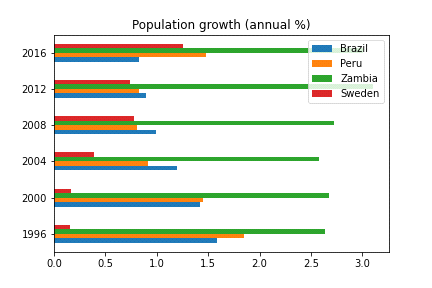 Population growth (annual %)
Brazil
Peru
Zambia
Sweden
2016
2012
2008
2004
2000
1996
0.0 0.5 1.0 1.5 2.0 2.5 3.0